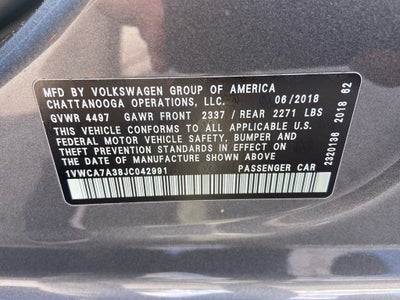 MFD BY VOLKSWAGEN GROUP OF AMERICA
CHATTANOOGA OPERATIONS, LLC. 06/2018
GVWR 4497 GAWR FRONT 2337 / REAR 2271 LBS
THIS VEHICLE CONFORMS TO ALL APPLICABLE U.S.
FEDERAL MOTOR VEHICLE SAFETY, BUMPER AND
THEFT PREVENTION STANDARDS IN EFFECT ON THE
DATE OF MANUFACTURE SHOWN ABOVE.
1VWCA7A38JC042991 PASSENGER CAR
2320136 2018 62